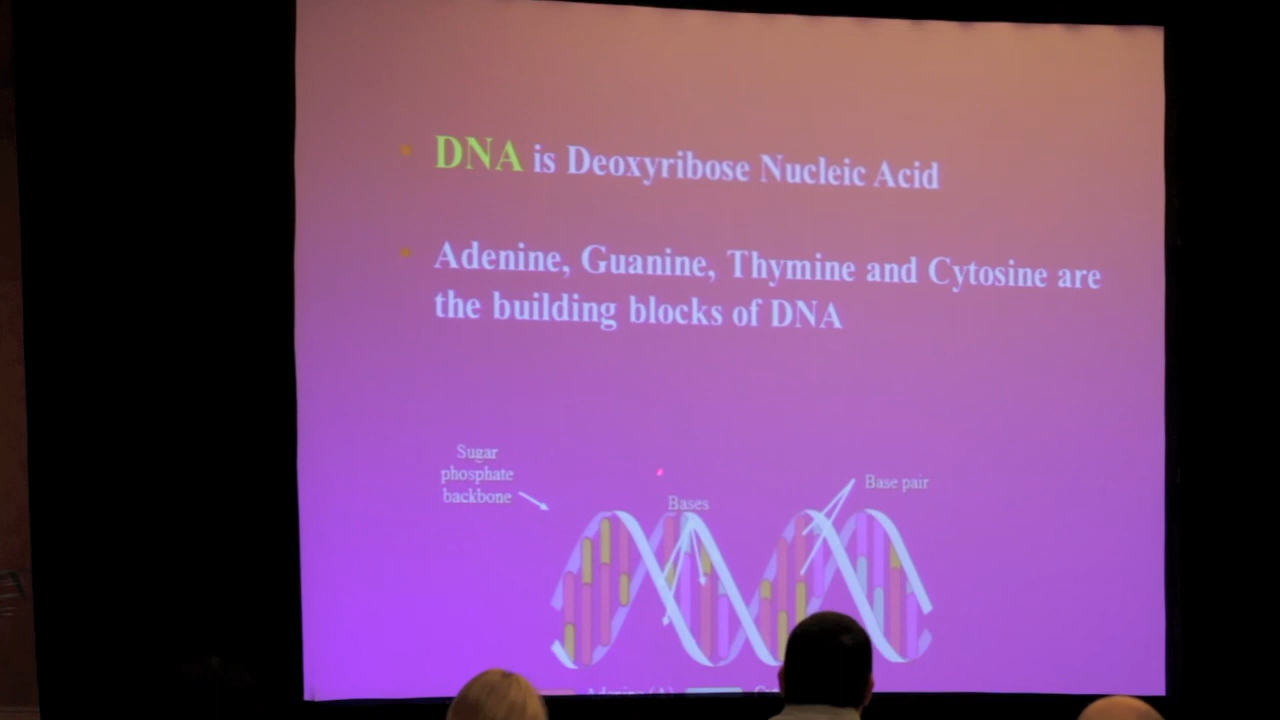 DNA is Deoxyribose Nucleic Acid
Adenine, Guanine, Thymine and Cytosine are
the building blocks of DNA
Sugar
phosphate
backbone
Bases
Base pair
Adenine (A)